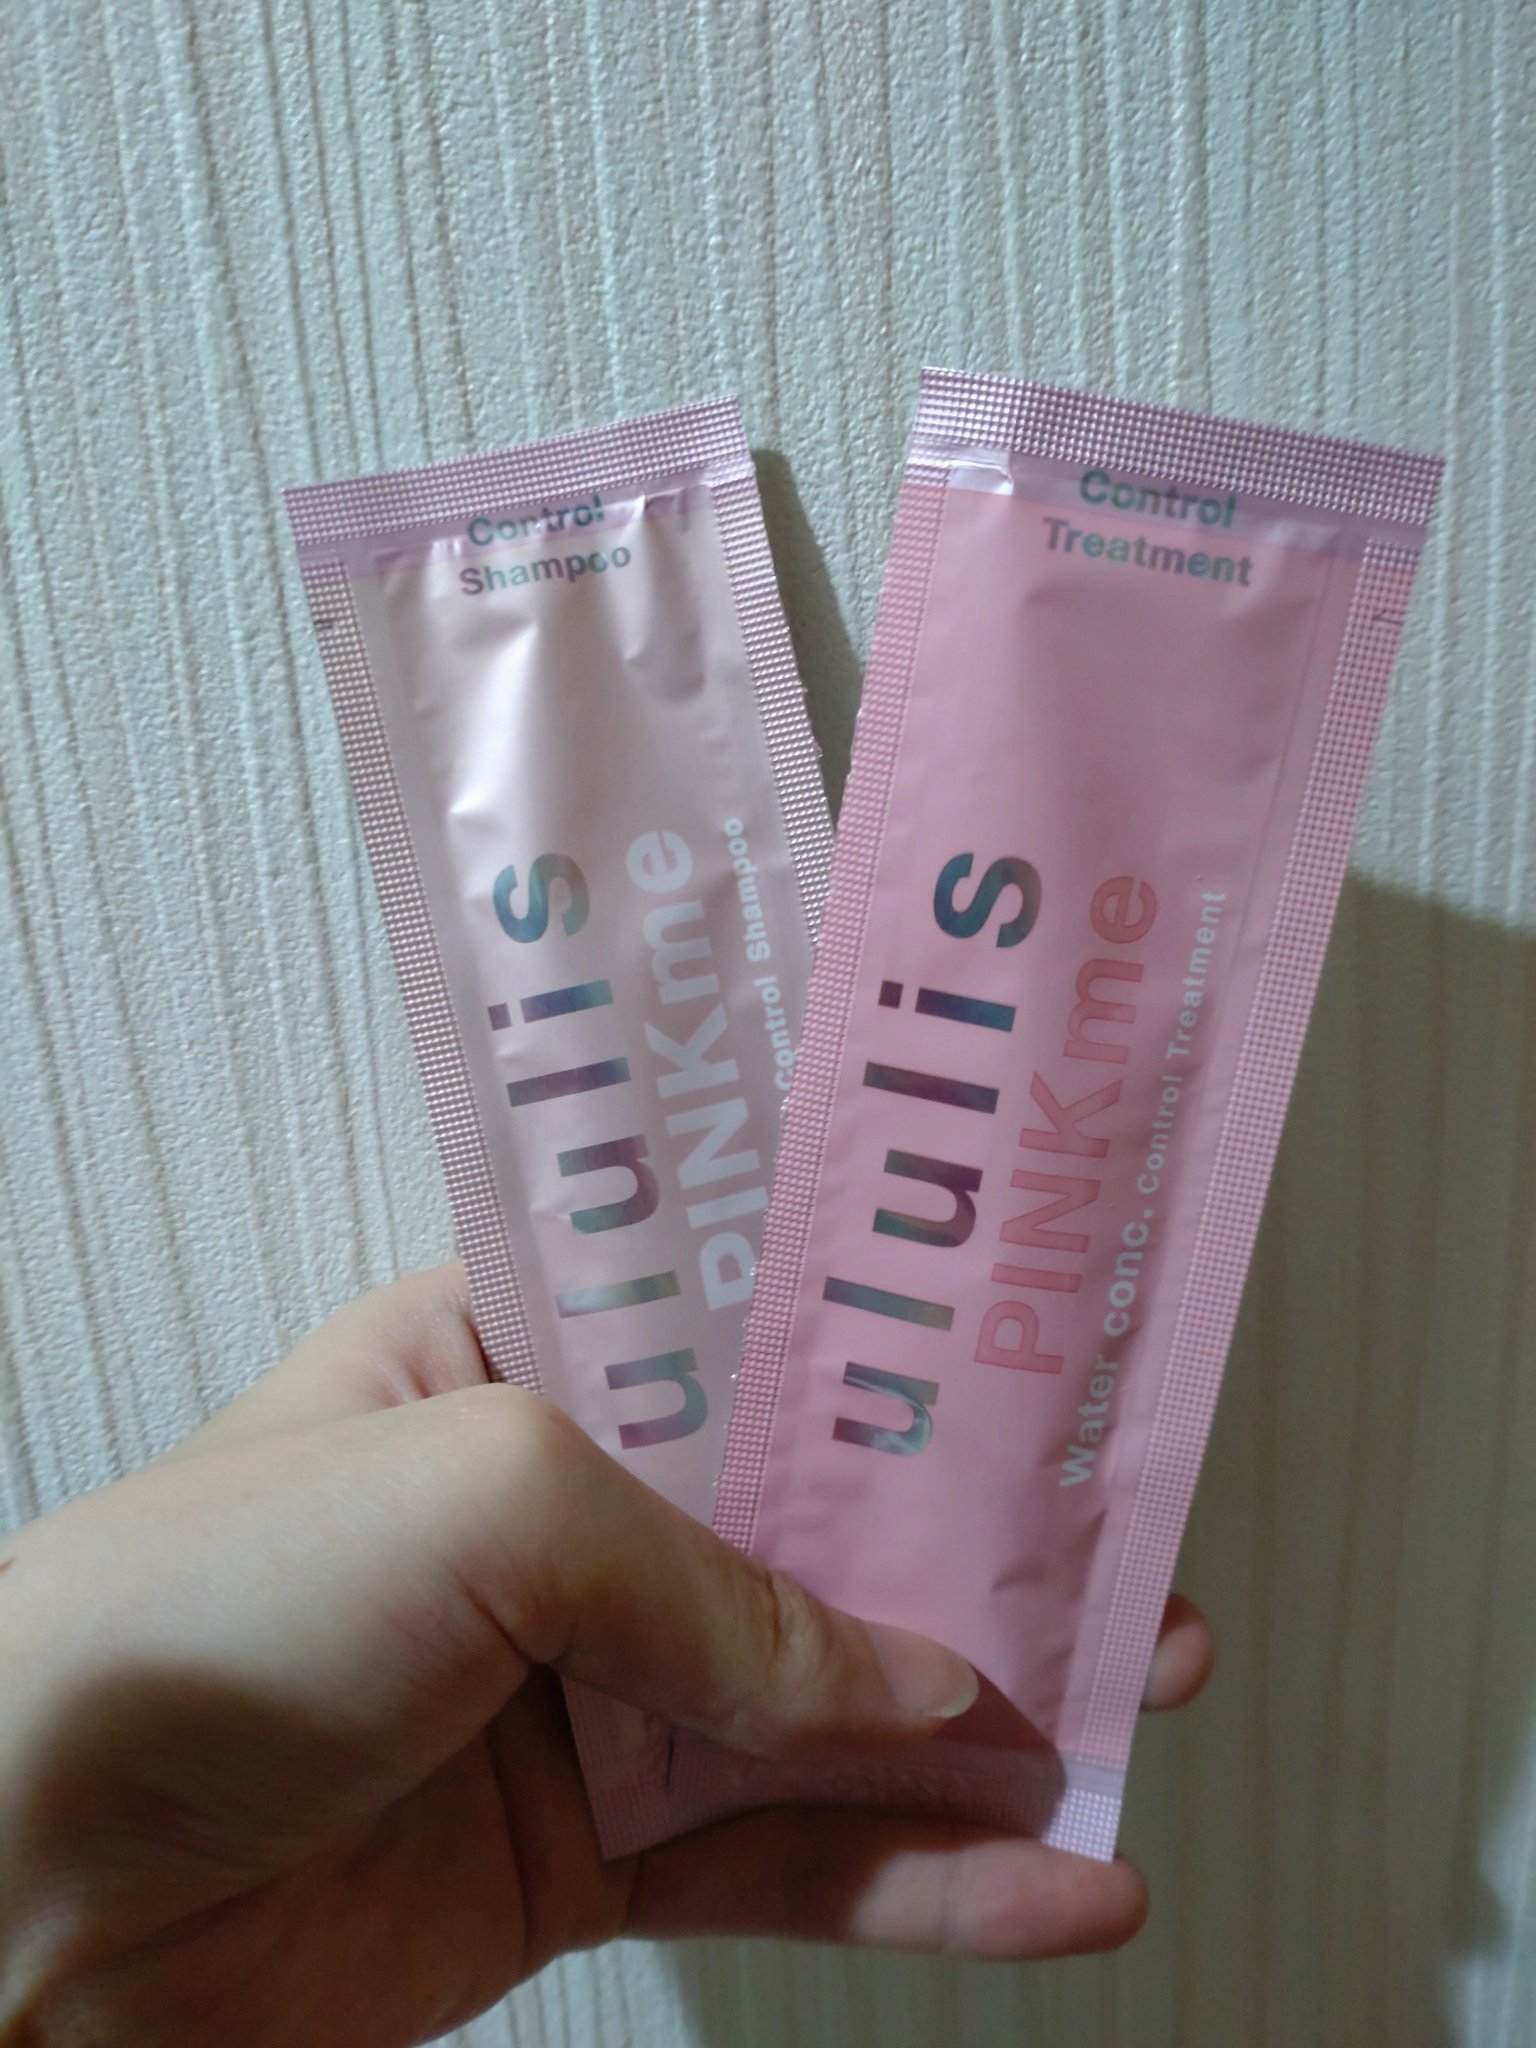 Control
Shampoo
ululis
PINKme
Control Shampoo
Control
Treatment
ululis
PINKme
Water conc. Control Treatment